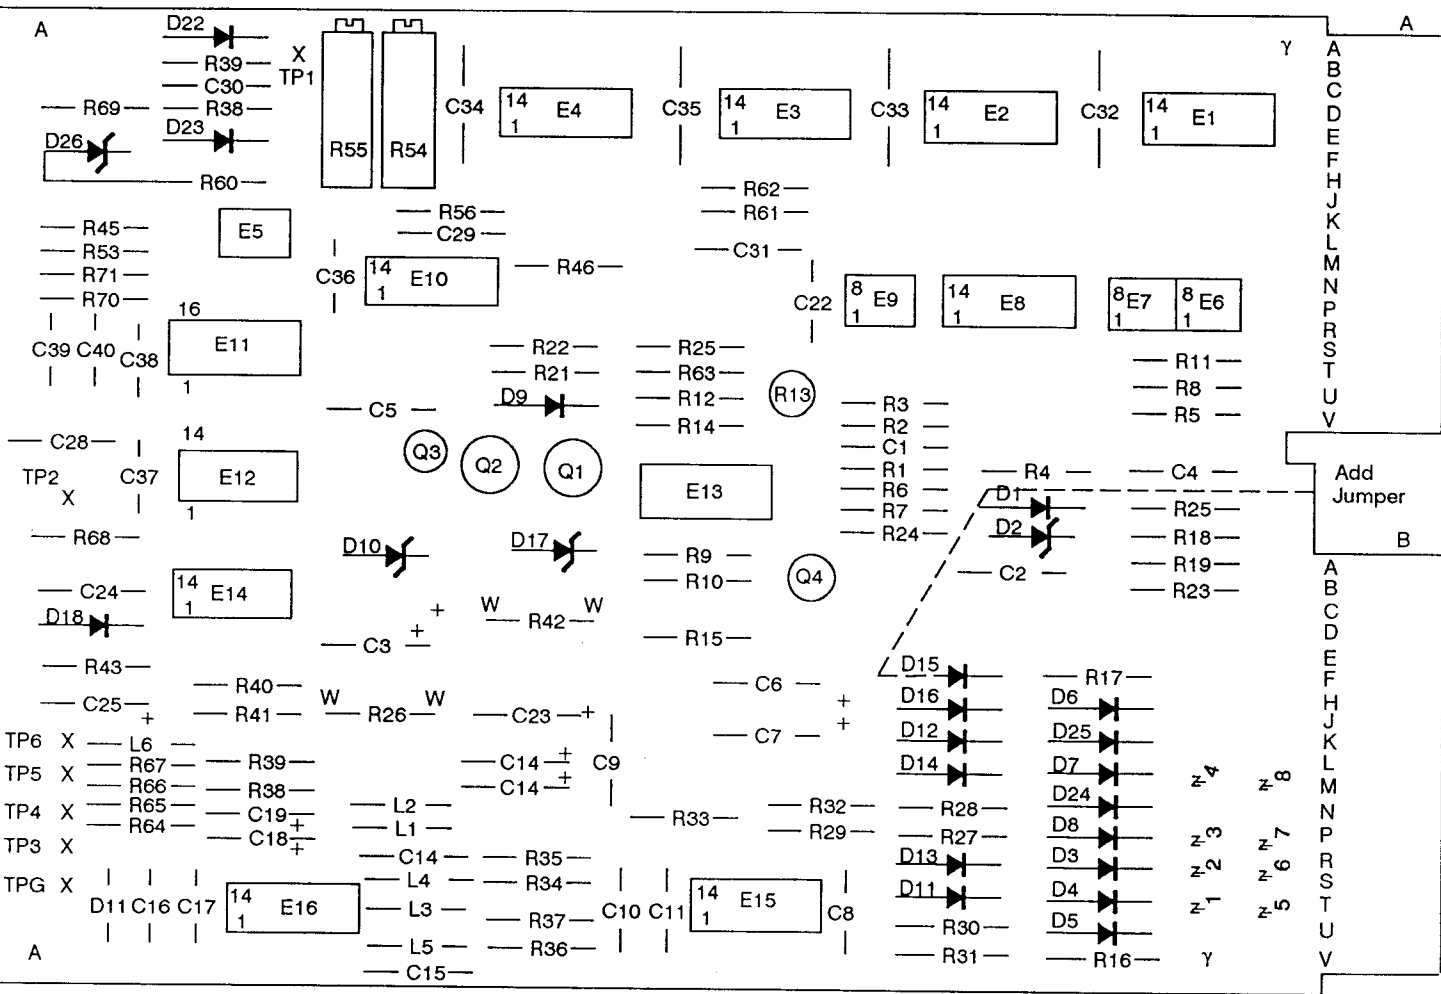 A
D22
X
TP1
R39
C30
R38
R69
D23
D26
R60
R55
R54
C34
14
E4
1
C35
14
E3
1
C33
14
E2
1
C32
14
E1
1
γ
A
A
B
C
D
E
F
H
J
K
L
M
N
P
R
S
T
U
V
R62
R61
R56
C29
C31
R45
R53
R71
R70
E5
C36
14
E10
1
R46
C22
8
E9
1
14
E8
1
8
E7
1
8
E6
1
16
E11
1
C39
C40
C38
R22
R21
D9
R25
R63
R12
R14
R13
R11
R8
R5
C5
R3
R2
C1
R1
R6
R7
R24
C28
TP2
X
C37
14
E12
1
Q3
Q2
Q1
E13
R4
C4
D1
D2
C2
R25
R18
R19
R23
Add
Jumper
B
R68
D10
D17
R9
R10
Q4
C24
D18
14
E14
1
+
W
R42
W
C3
+
R15
A
B
C
D
E
F
H
J
K
L
M
N
P
R
S
T
U
V
R43
C25
+
R40
R41
W
R26
W
C23
+
C6
+
C7
+
D15
D16
D12
D14
R17
D6
D25
D7
D24
D8
D3
D4
D5
TP6 X
L6
TP5 X
R67
R66
TP4 X
R65
R64
TP3 X
TPG X
R39
R38
C19
+
C18
+
C14
+
C14
+
C9
L2
L1
C14
L4
L3
L5
C15
R35
R34
R37
R36
R33
R32
R29
R28
R27
D13
D11
R30
R31
R16
z-4
z-8
z-3
z-7
z-2
z-6
z-1
z-5
D11
C16
C17
14
E16
1
C10
C11
14
E15
1
C8
A
γ